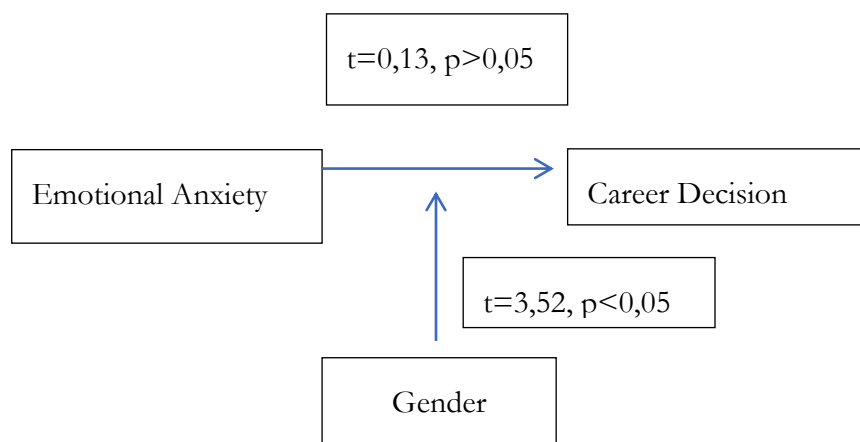 t=0,13, p>0,05
Emotional Anxiety
Career Decision
t=3,52, p<0,05
Gender